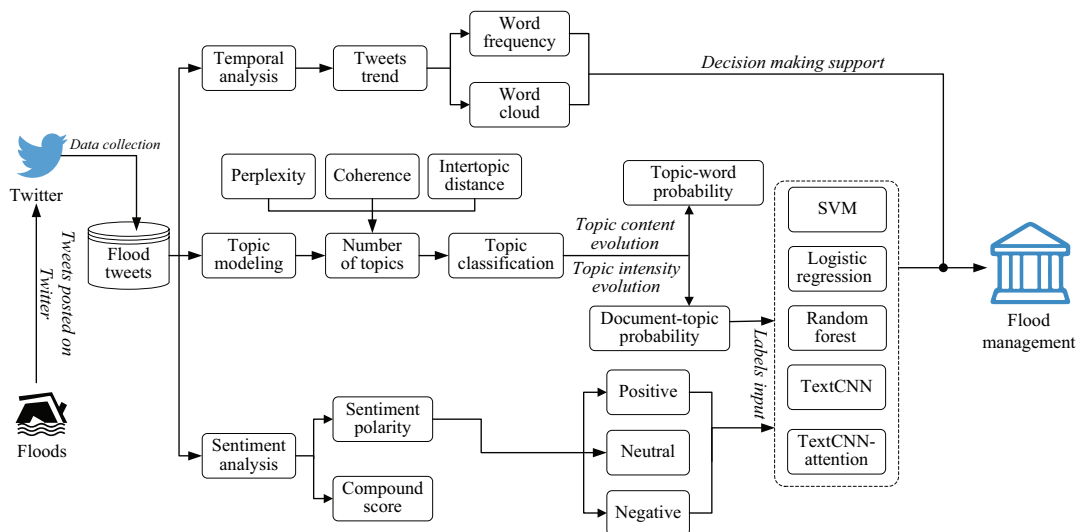 Word
frequency
Temporal
analysis
Tweets
trend
Decision making support
Word
cloud
Data collection
Twitter
Perplexity
Coherence
Intertopic
distance
Topic-word
probability
SVM
Flood
tweets
Topic
modeling
Number
of topics
Topic
classification
Topic content
evolution
Topic intensity
evolution
Logistic
regression
Tweets posted on
Twitter
Document-topic
probability
Random
forest
Flood
management
Labels input
TextCNN
Floods
Sentiment
analysis
Sentiment
polarity
Compound
score
Positive
Neutral
Negative
TextCNN-
attention